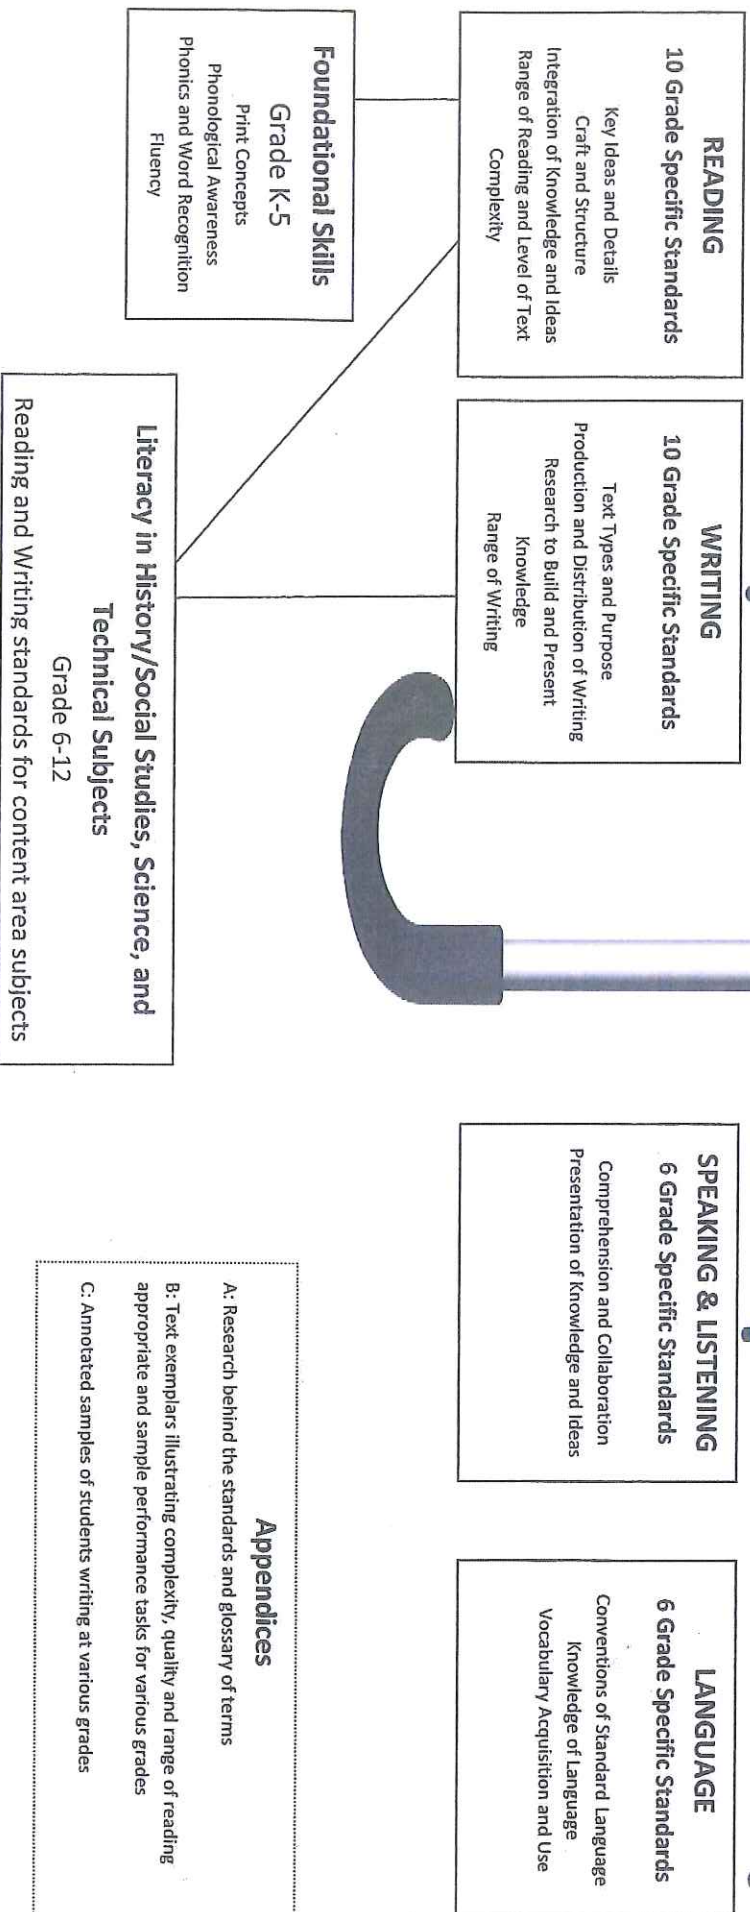 READING
10 Grade Specific Standards
Key Ideas and Details
Craft and Structure
Integration of Knowledge and Ideas
Range of Reading and Level of Text
Complexity
WRITING
10 Grade Specific Standards
Text Types and Purpose
Production and Distribution of Writing
Research to Build and Present
Knowledge
Range of Writing
SPEAKING & LISTENING
6 Grade Specific Standards
Comprehension and Collaboration
Presentation of Knowledge and Ideas
LANGUAGE
6 Grade Specific Standards
Conventions of Standard Language
Knowledge of Language
Vocabulary Acquisition and Use
Foundational Skills
Grade K-5
Print Concepts
Phonological Awareness
Phonics and Word Recognition
Fluency
Literacy in History/Social Studies, Science, and
Technical Subjects
Grade 6-12
Reading and Writing standards for content area subjects
Appendices
A: Research behind the standards and glossary of terms
B: Text exemplars illustrating complexity, quality and range of reading
appropriate and sample performance tasks for various grades
C: Annotated samples of students writing at various grades